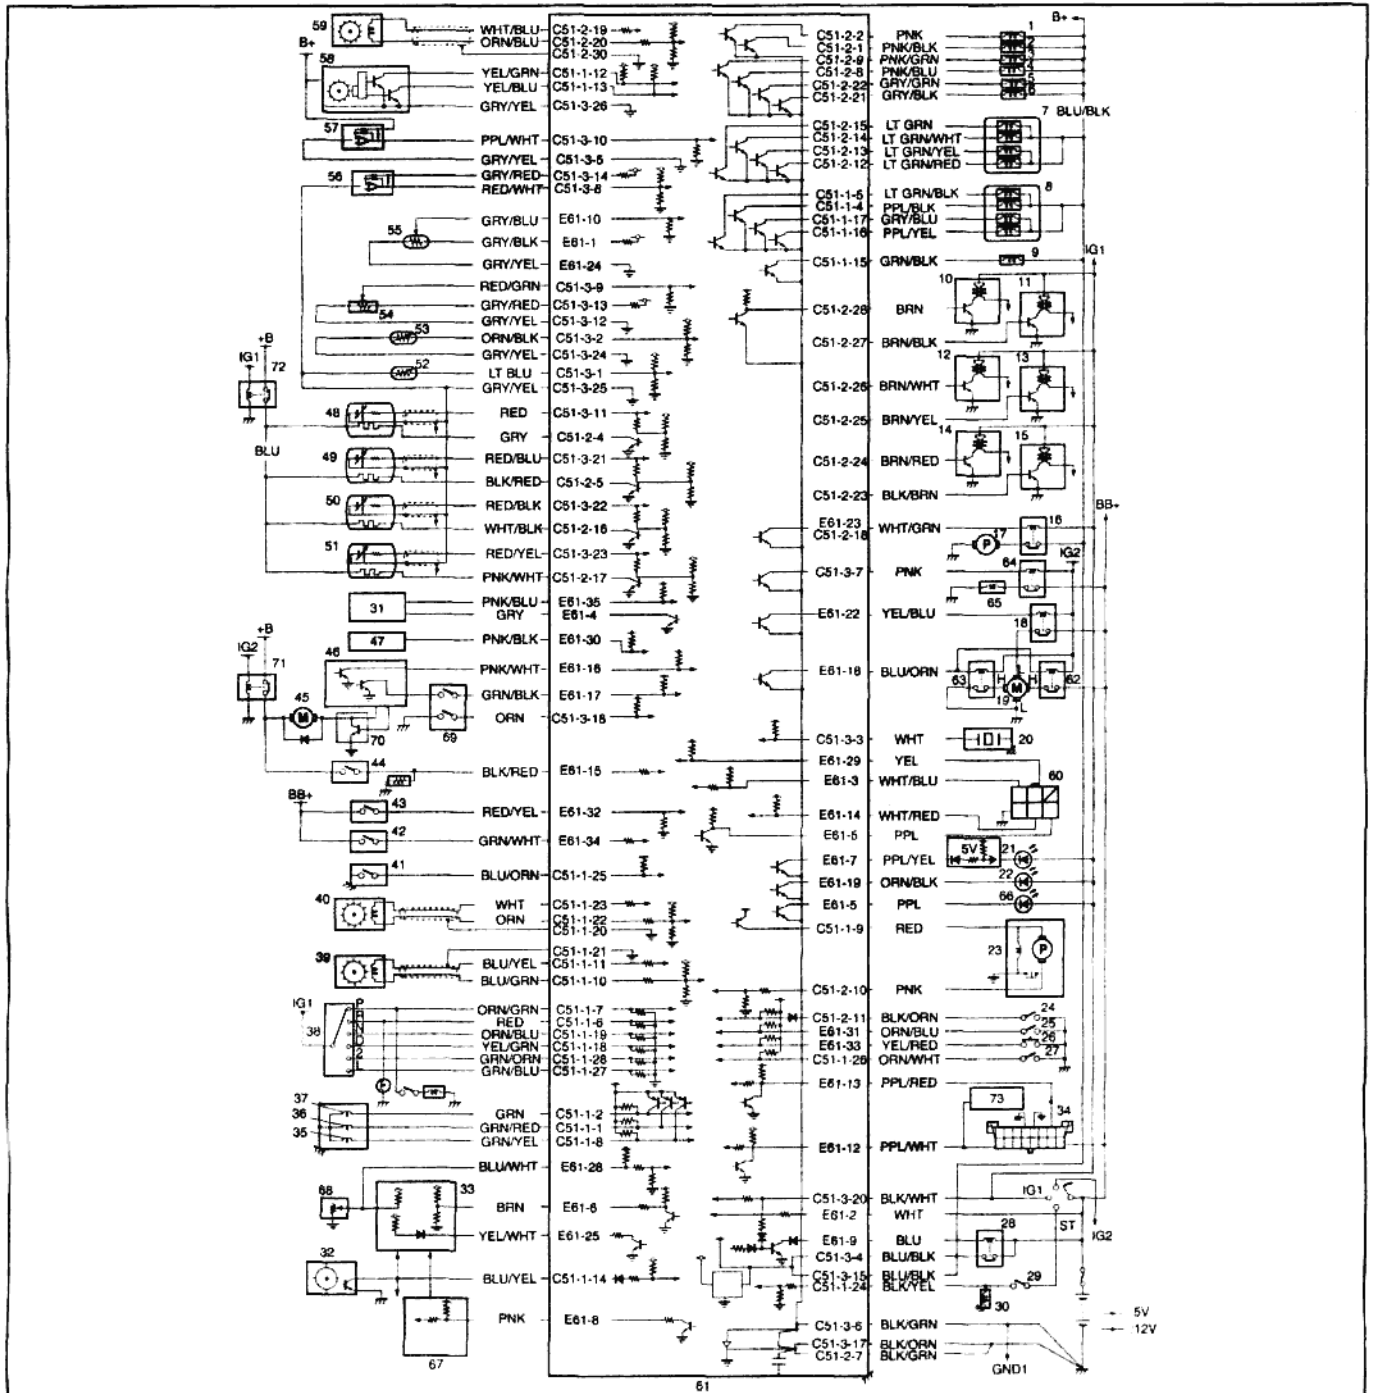 59
WHT/BLU C51-2-19
ORN/BLU C51-2-20
C51-2-30
B+
58
YEL/GRN C51-1-12
YEL/BLU C51-1-13
GRY/YEL C51-3-26
57
PPL/WHT C51-3-10
GRY/YEL C51-3-5
GRY/RED C51-3-14
56
RED/WHT C51-3-8
GRY/BLU E61-10
55
GRY/BLK E61-1
GRY/YEL E61-24
RED/GRN C51-3-9
GRY/RED C51-3-13
54
GRY/YEL C51-3-12
53
ORN/BLK C51-3-2
GRY/YEL C51-3-24
52
LT BLU C51-3-1
GRY/YEL C51-3-25
+B
IG1
72
48
RED C51-3-11
GRY C51-2-4
BLU
49
RED/BLU C51-3-21
BLK/RED C51-2-5
50
RED/BLK C51-3-22
WHT/BLK C51-2-16
51
RED/YEL C51-3-23
PNK/WHT C51-2-17
31
PNK/BLU E61-35
GRY E61-4
47
PNK/BLK E61-30
+B
IG2
71
46
PNK/WHT E61-16
45
M
GRN/BLK E61-17
ORN C51-3-18
70
69
44
BLK/RED E61-15
BB+
43
RED/YEL E61-32
42
GRN/WHT E61-34
41
BLU/ORN C51-1-25
40
WHT C51-1-23
ORN C51-1-22
C51-1-20
C51-1-21
39
BLU/YEL C51-1-11
BLU/GRN C51-1-10
IG1
38
P
R
N
D
2
L
ORN/GRN C51-1-7
RED C51-1-6
ORN/BLU C51-1-19
YEL/GRN C51-1-18
GRN/ORN C51-1-28
GRN/BLU C51-1-27
37
36
35
GRN C51-1-2
GRN/RED C51-1-1
GRN/YEL C51-1-8
BLU/WHT E61-28
68
33
BRN E61-6
YEL/WHT E61-25
32
BLU/YEL C51-1-14
PNK E61-8
67
61
B+
C51-2-2 PNK 1
C51-2-1 PNK/BLK
C51-2-9 PNK/GRN
C51-2-8 PNK/BLU
C51-2-22 GRY/GRN 5
C51-2-21 GRY/BLK 6
7 BLU/BLK
C51-2-15 LT GRN
C51-2-14 LT GRN/WHT
C51-2-13 LT GRN/YEL
C51-2-12 LT GRN/RED
C51-1-5 LT GRN/BLK 8
C51-1-4 PPL/BLK
C51-1-17 GRY/BLU
C51-1-16 PPL/YEL
IG1
C51-1-15 GRN/BLK 9
10
11
C51-2-28 BRN
C51-2-27 BRN/BLK
12
13
C51-2-26 BRN/WHT
C51-2-25 BRN/YEL
14
15
C51-2-24 BRN/RED
C51-2-23 BLK/BRN
BB+
E61-23
C51-2-18 WHT/GRN 16
17
P
IG2
C51-3-7 PNK 64
65
E61-22 YEL/BLU
18
E61-18 BLU/ORN
63
H
M
H
62
19
L
C51-3-3 WHT 20
E61-29 YEL
E61-3 WHT/BLU 60
E61-14 WHT/RED
E61-5 PPL
5V
21
E61-7 PPL/YEL
E61-19 ORN/BLK 22
E61-5 PPL 66
C51-1-9 RED
23
P
C51-2-10 PNK
C51-2-11 BLK/ORN 24
E61-31 ORN/BLU 25
E61-33 YEL/RED 26
C51-1-26 ORN/WHT 27
E61-13 PPL/RED
73
34
E61-12 PPL/WHT
C51-3-20 BLK/WHT
IG1
E61-2 WHT
ST
IG2
28
E61-9 BLU
C51-3-4 BLU/BLK
C51-3-15 BLU/BLK
C51-1-24 BLK/YEL
29
30
5V
12V
C51-3-6 BLK/GRN
C51-3-17 BLK/ORN
C51-2-7 BLK/GRN
GND1